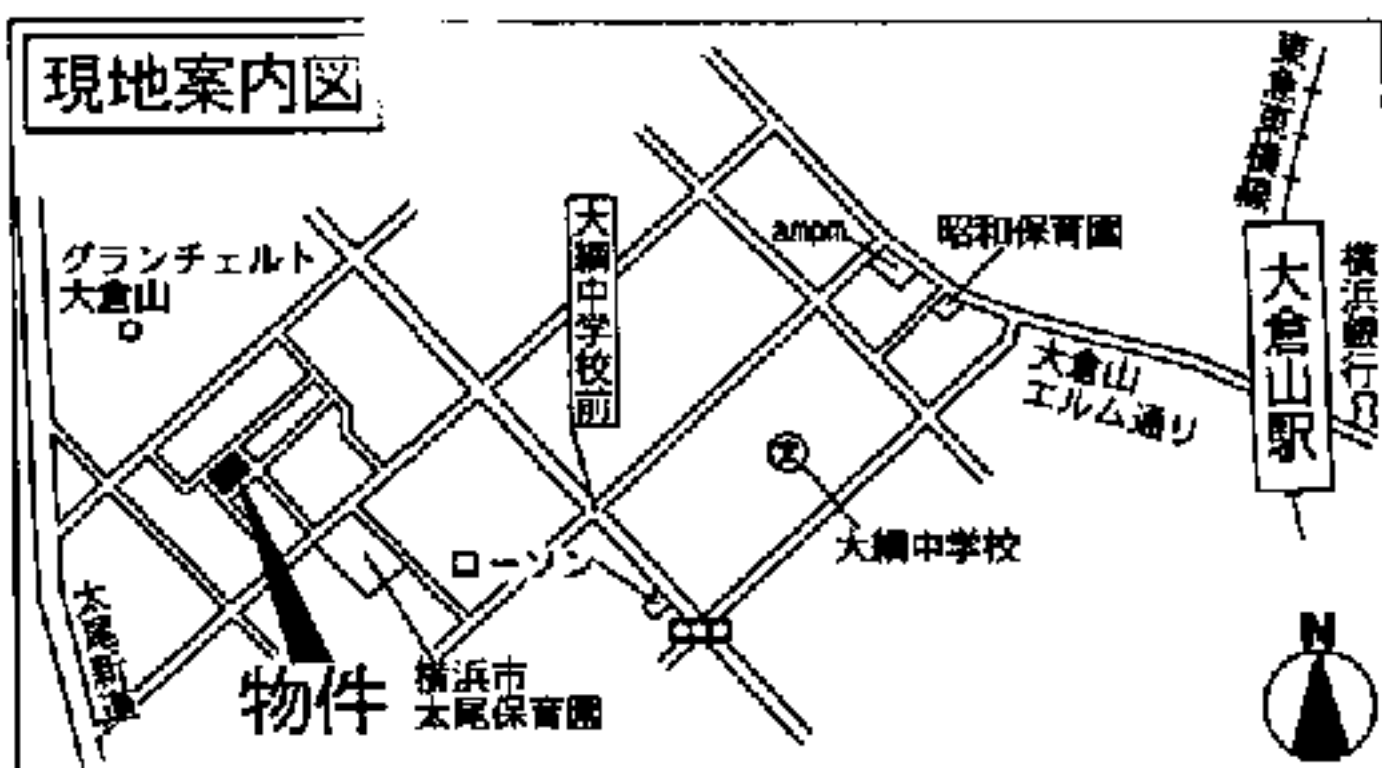 現地案内図
グランチェルト
大倉山
大綱中学校前
ampm
昭和保育園
東急東横線
大倉山駅
横浜銀行
大倉山
エルム通り
大綱中学校
ローソン
太尾新道
物件
横浜市
太尾保育園
N